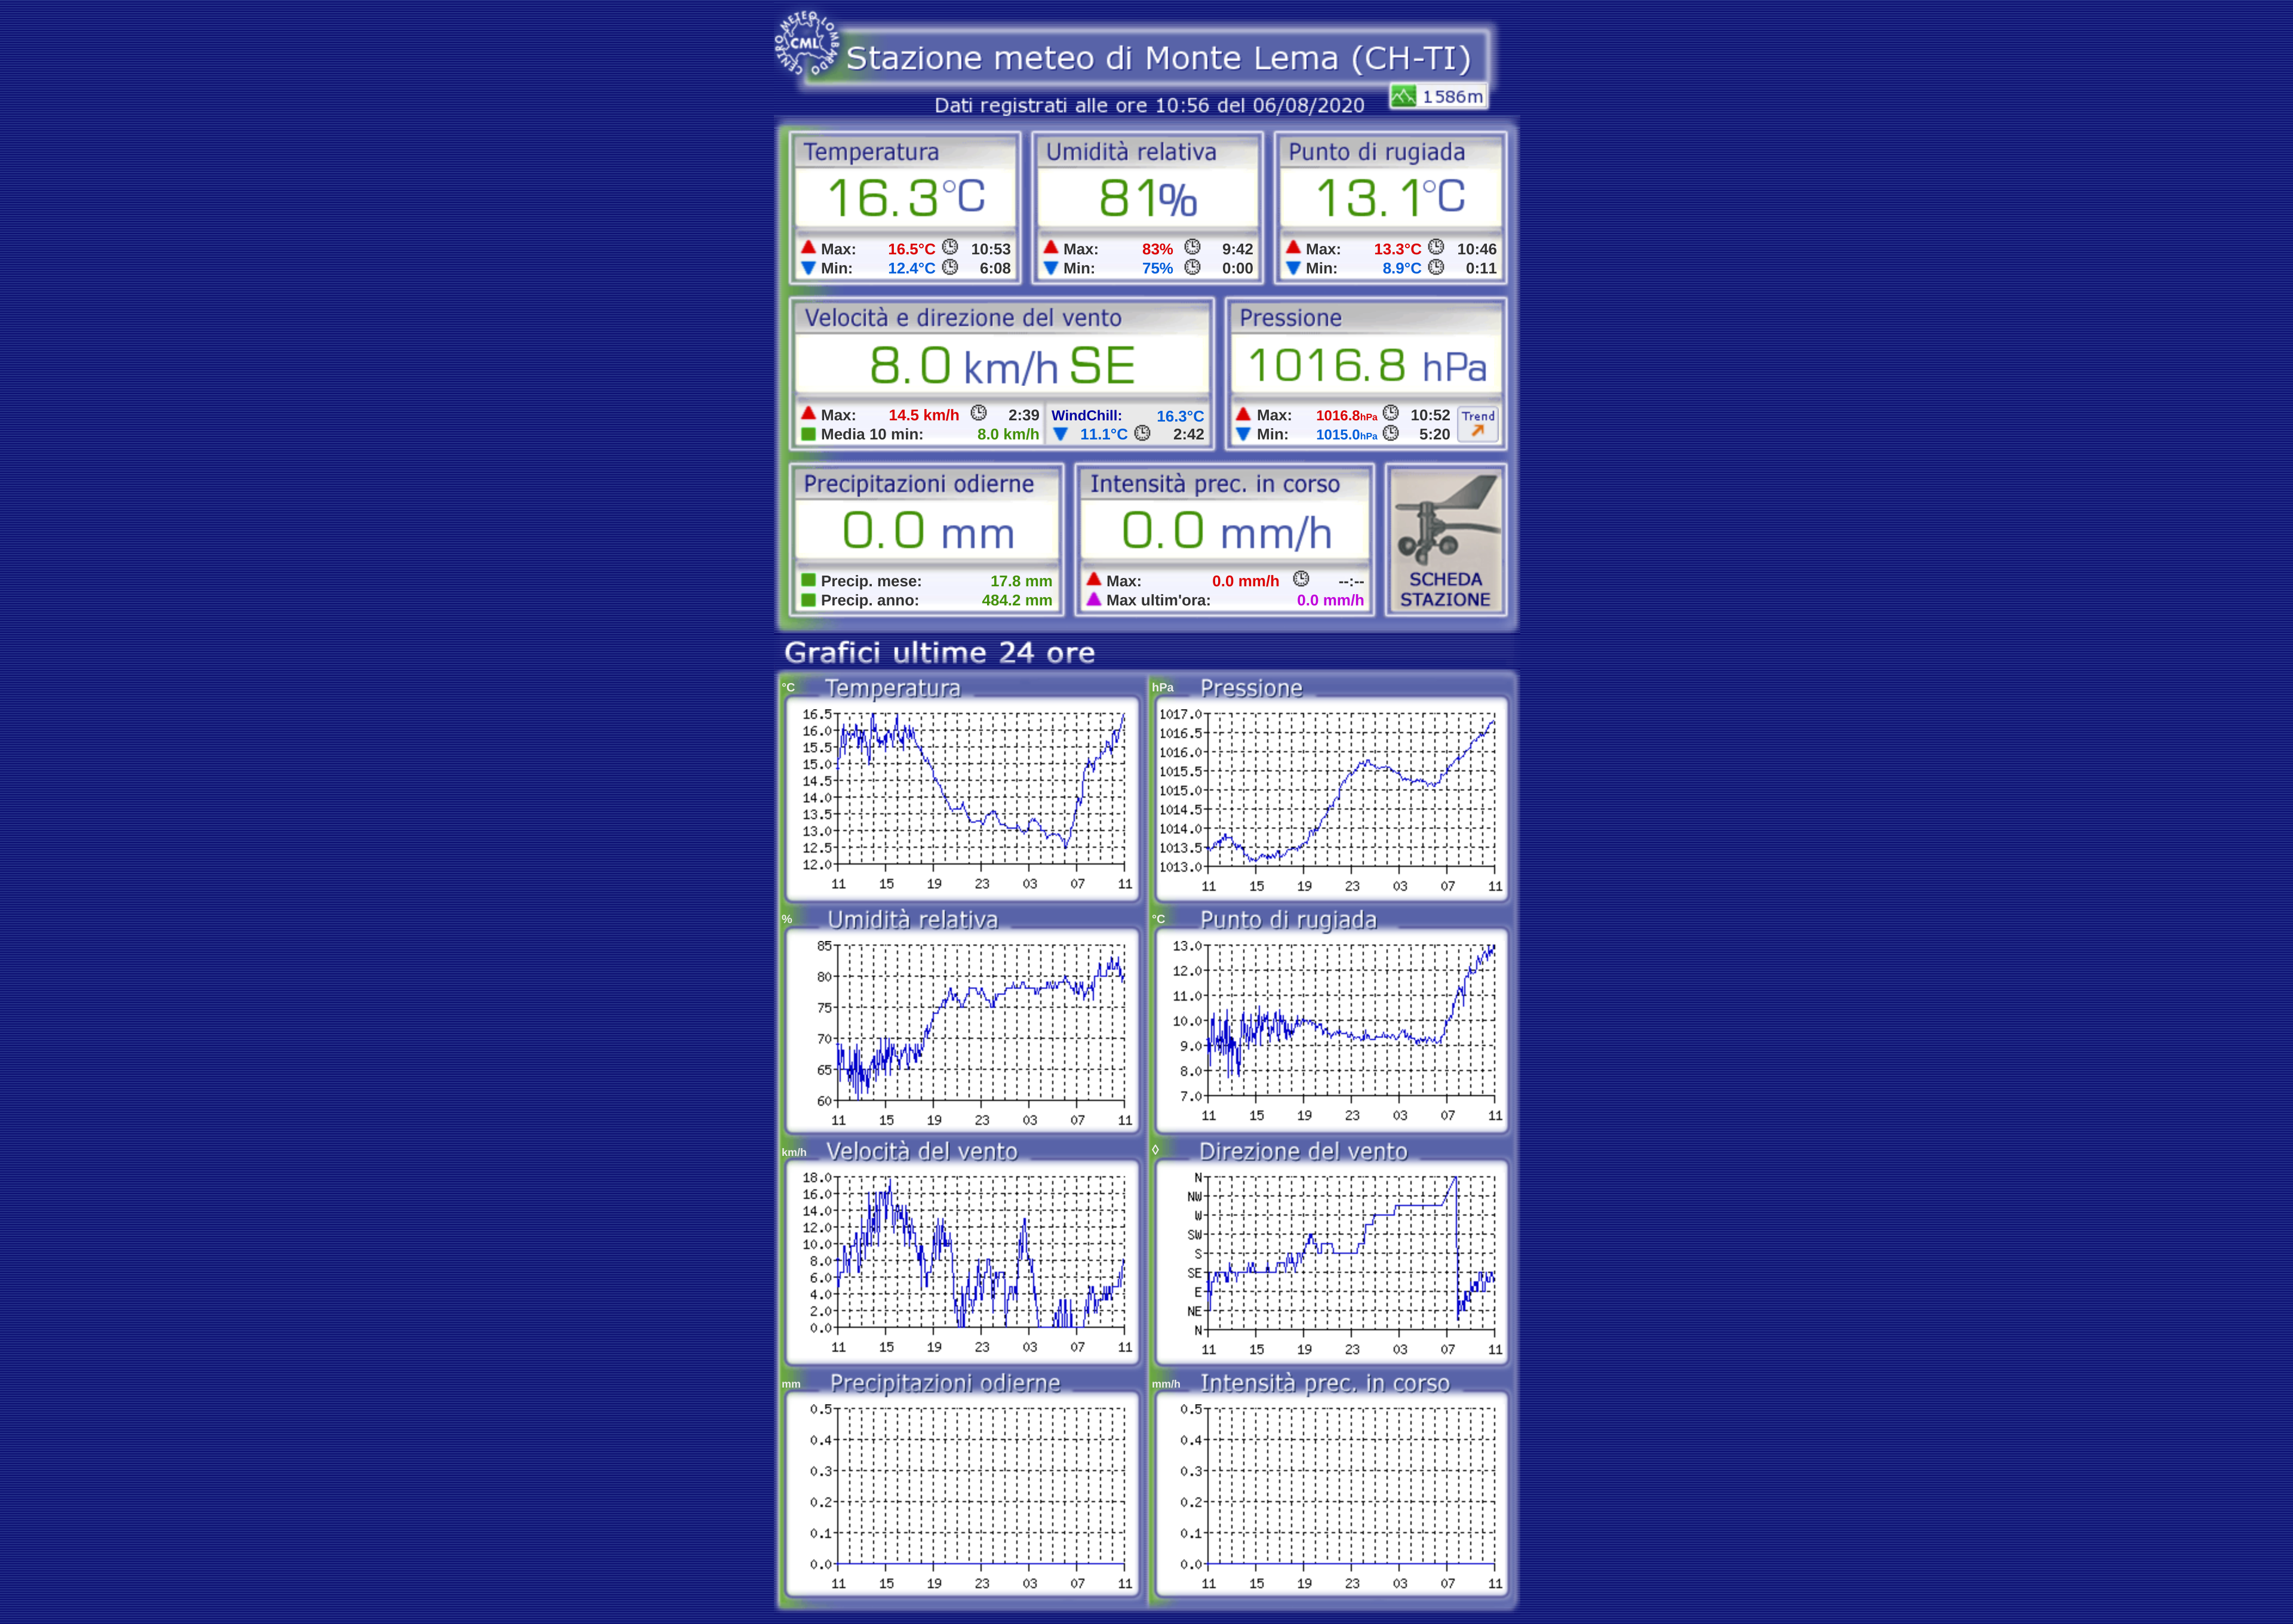 CENTRO METEO LOMBARDO
CML
Stazione meteo di Monte Lema (CH-TI)
1586m
Dati registrati alle ore 10:56 del 06/08/2020
Temperatura
16.3°C
Max: 16.5°C 10:53
Min: 12.4°C 6:08
Umidità relativa
81%
Max: 83% 9:42
Min: 75% 0:00
Punto di rugiada
13.1°C
Max: 13.3°C 10:46
Min: 8.9°C 0:11
Velocità e direzione del vento
8.0 km/h SE
Max: 14.5 km/h 2:39
Media 10 min: 8.0 km/h
WindChill: 16.3°C
11.1°C 2:42
Pressione
1016.8 hPa
Max: 1016.8hPa 10:52
Min: 1015.0hPa 5:20
Trend
Precipitazioni odierne
0.0 mm
Precip. mese: 17.8 mm
Precip. anno: 484.2 mm
Intensità prec. in corso
0.0 mm/h
Max: 0.0 mm/h --:--
Max ultim'ora: 0.0 mm/h
SCHEDA
STAZIONE
Grafici ultime 24 ore
°C Temperatura
16.5
16.0
15.5
15.0
14.5
14.0
13.5
13.0
12.5
12.0
11 15 19 23 03 07 11
hPa Pressione
1017.0
1016.5
1016.0
1015.5
1015.0
1014.5
1014.0
1013.5
1013.0
11 15 19 23 03 07 11
% Umidità relativa
85
80
75
70
65
60
11 15 19 23 03 07 11
°C Punto di rugiada
13.0
12.0
11.0
10.0
9.0
8.0
7.0
11 15 19 23 03 07 11
km/h Velocità del vento
18.0
16.0
14.0
12.0
10.0
8.0
6.0
4.0
2.0
0.0
11 15 19 23 03 07 11
◊ Direzione del vento
N
NW
W
SW
S
SE
E
NE
N
11 15 19 23 03 07 11
mm Precipitazioni odierne
0.5
0.4
0.3
0.2
0.1
0.0
11 15 19 23 03 07 11
mm/h Intensità prec. in corso
0.5
0.4
0.3
0.2
0.1
0.0
11 15 19 23 03 07 11